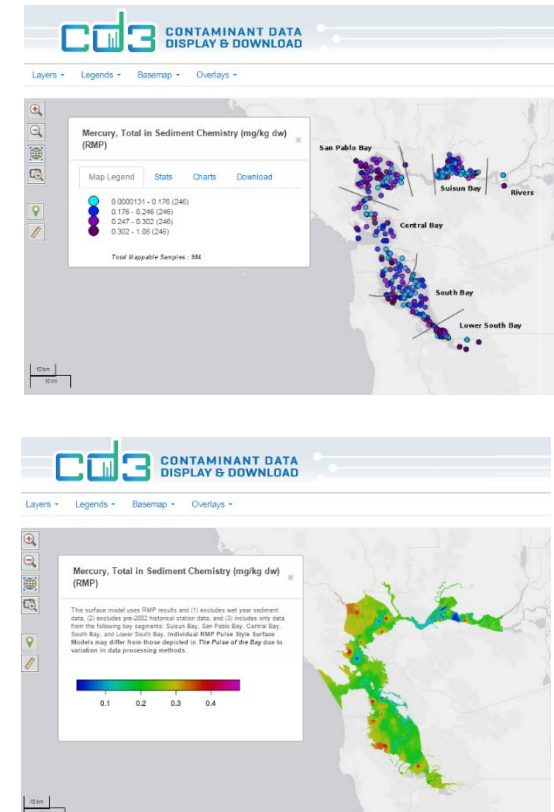 cd3 CONTAMINANT DATA
DISPLAY & DOWNLOAD
Layers Legends Basemap Overlays
Mercury, Total in Sediment Chemistry (mg/kg dw)
(RMP)
Map Legend Stats Charts Download
0.0000131 - 0.176 (246)
0.176 - 0.246 (246)
0.247 - 0.302 (246)
0.302 - 1.08 (246)
Total Mappable Samples : 984
San Pablo Bay
Suisun Bay
Rivers
Central Bay
South Bay
Lower South Bay
10 km
10 mi
cd3 CONTAMINANT DATA
DISPLAY & DOWNLOAD
Layers Legends Basemap Overlays
Mercury, Total in Sediment Chemistry (mg/kg dw)
(RMP)
This surface model uses RMP results and (1) excludes wet year sediment
data, (2) excludes pre-2002 historical station data, and (3) includes only data
from the following bay segments: Suisun Bay, San Pablo Bay, Central Bay,
South Bay, and Lower South Bay. Individual RMP Pulse Style Surface
Models may differ from those depicted in The Pulse of the Bay due to
variation in data processing methods.
0.1 0.2 0.3 0.4
10 km